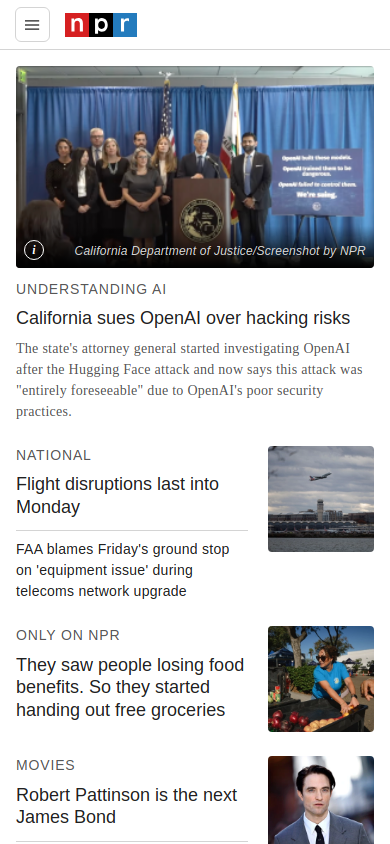 npr
OpenAI built these models.
OpenAI trained them to be
dangerous.
OpenAI failed to control them.
We're suing.
i
California Department of Justice/Screenshot by NPR
UNDERSTANDING AI
California sues OpenAI over hacking risks
The state's attorney general started investigating OpenAI
after the Hugging Face attack and now says this attack was
"entirely foreseeable" due to OpenAI's poor security
practices.
NATIONAL
Flight disruptions last into
Monday
FAA blames Friday's ground stop
on 'equipment issue' during
telecoms network upgrade
ONLY ON NPR
They saw people losing food
benefits. So they started
handing out free groceries
MOVIES
Robert Pattinson is the next
James Bond